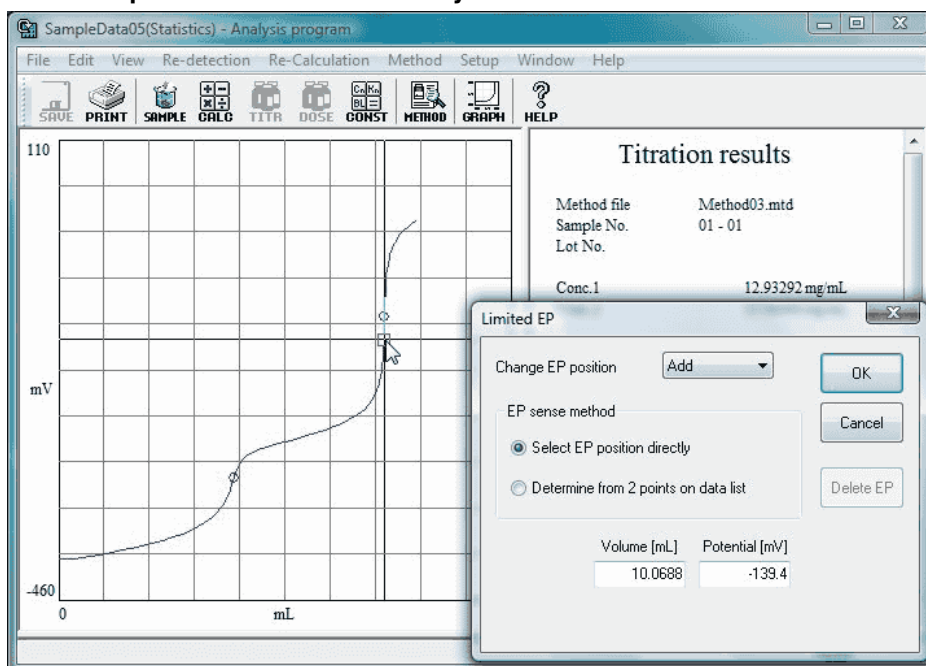 SampleData05(Statistics) - Analysis program
File Edit View Re-detection Re-Calculation Method Setup Window Help
SAVE PRINT SAMPLE CALC TITR DOSE CONST METHOD GRAPH HELP
110
mV
-460
0
mL
Titration results
Method file Method03.mtd
Sample No. 01 - 01
Lot No.
Conc.1 12.93292 mg/mL
Limited EP
Change EP position Add OK
EP sense method Cancel
Select EP position directly
Determine from 2 points on data list Delete EP
Volume [mL] Potential [mV]
10.0688 -139.4